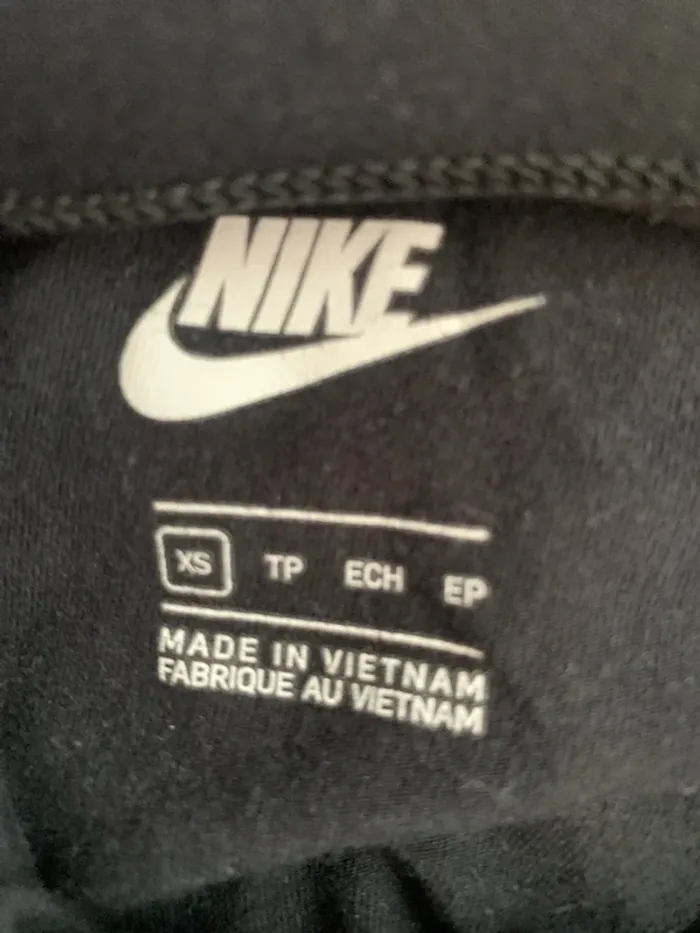 NIKE
XS TP ECH EP
MADE IN VIETNAM
FABRIQUE AU VIETNAM